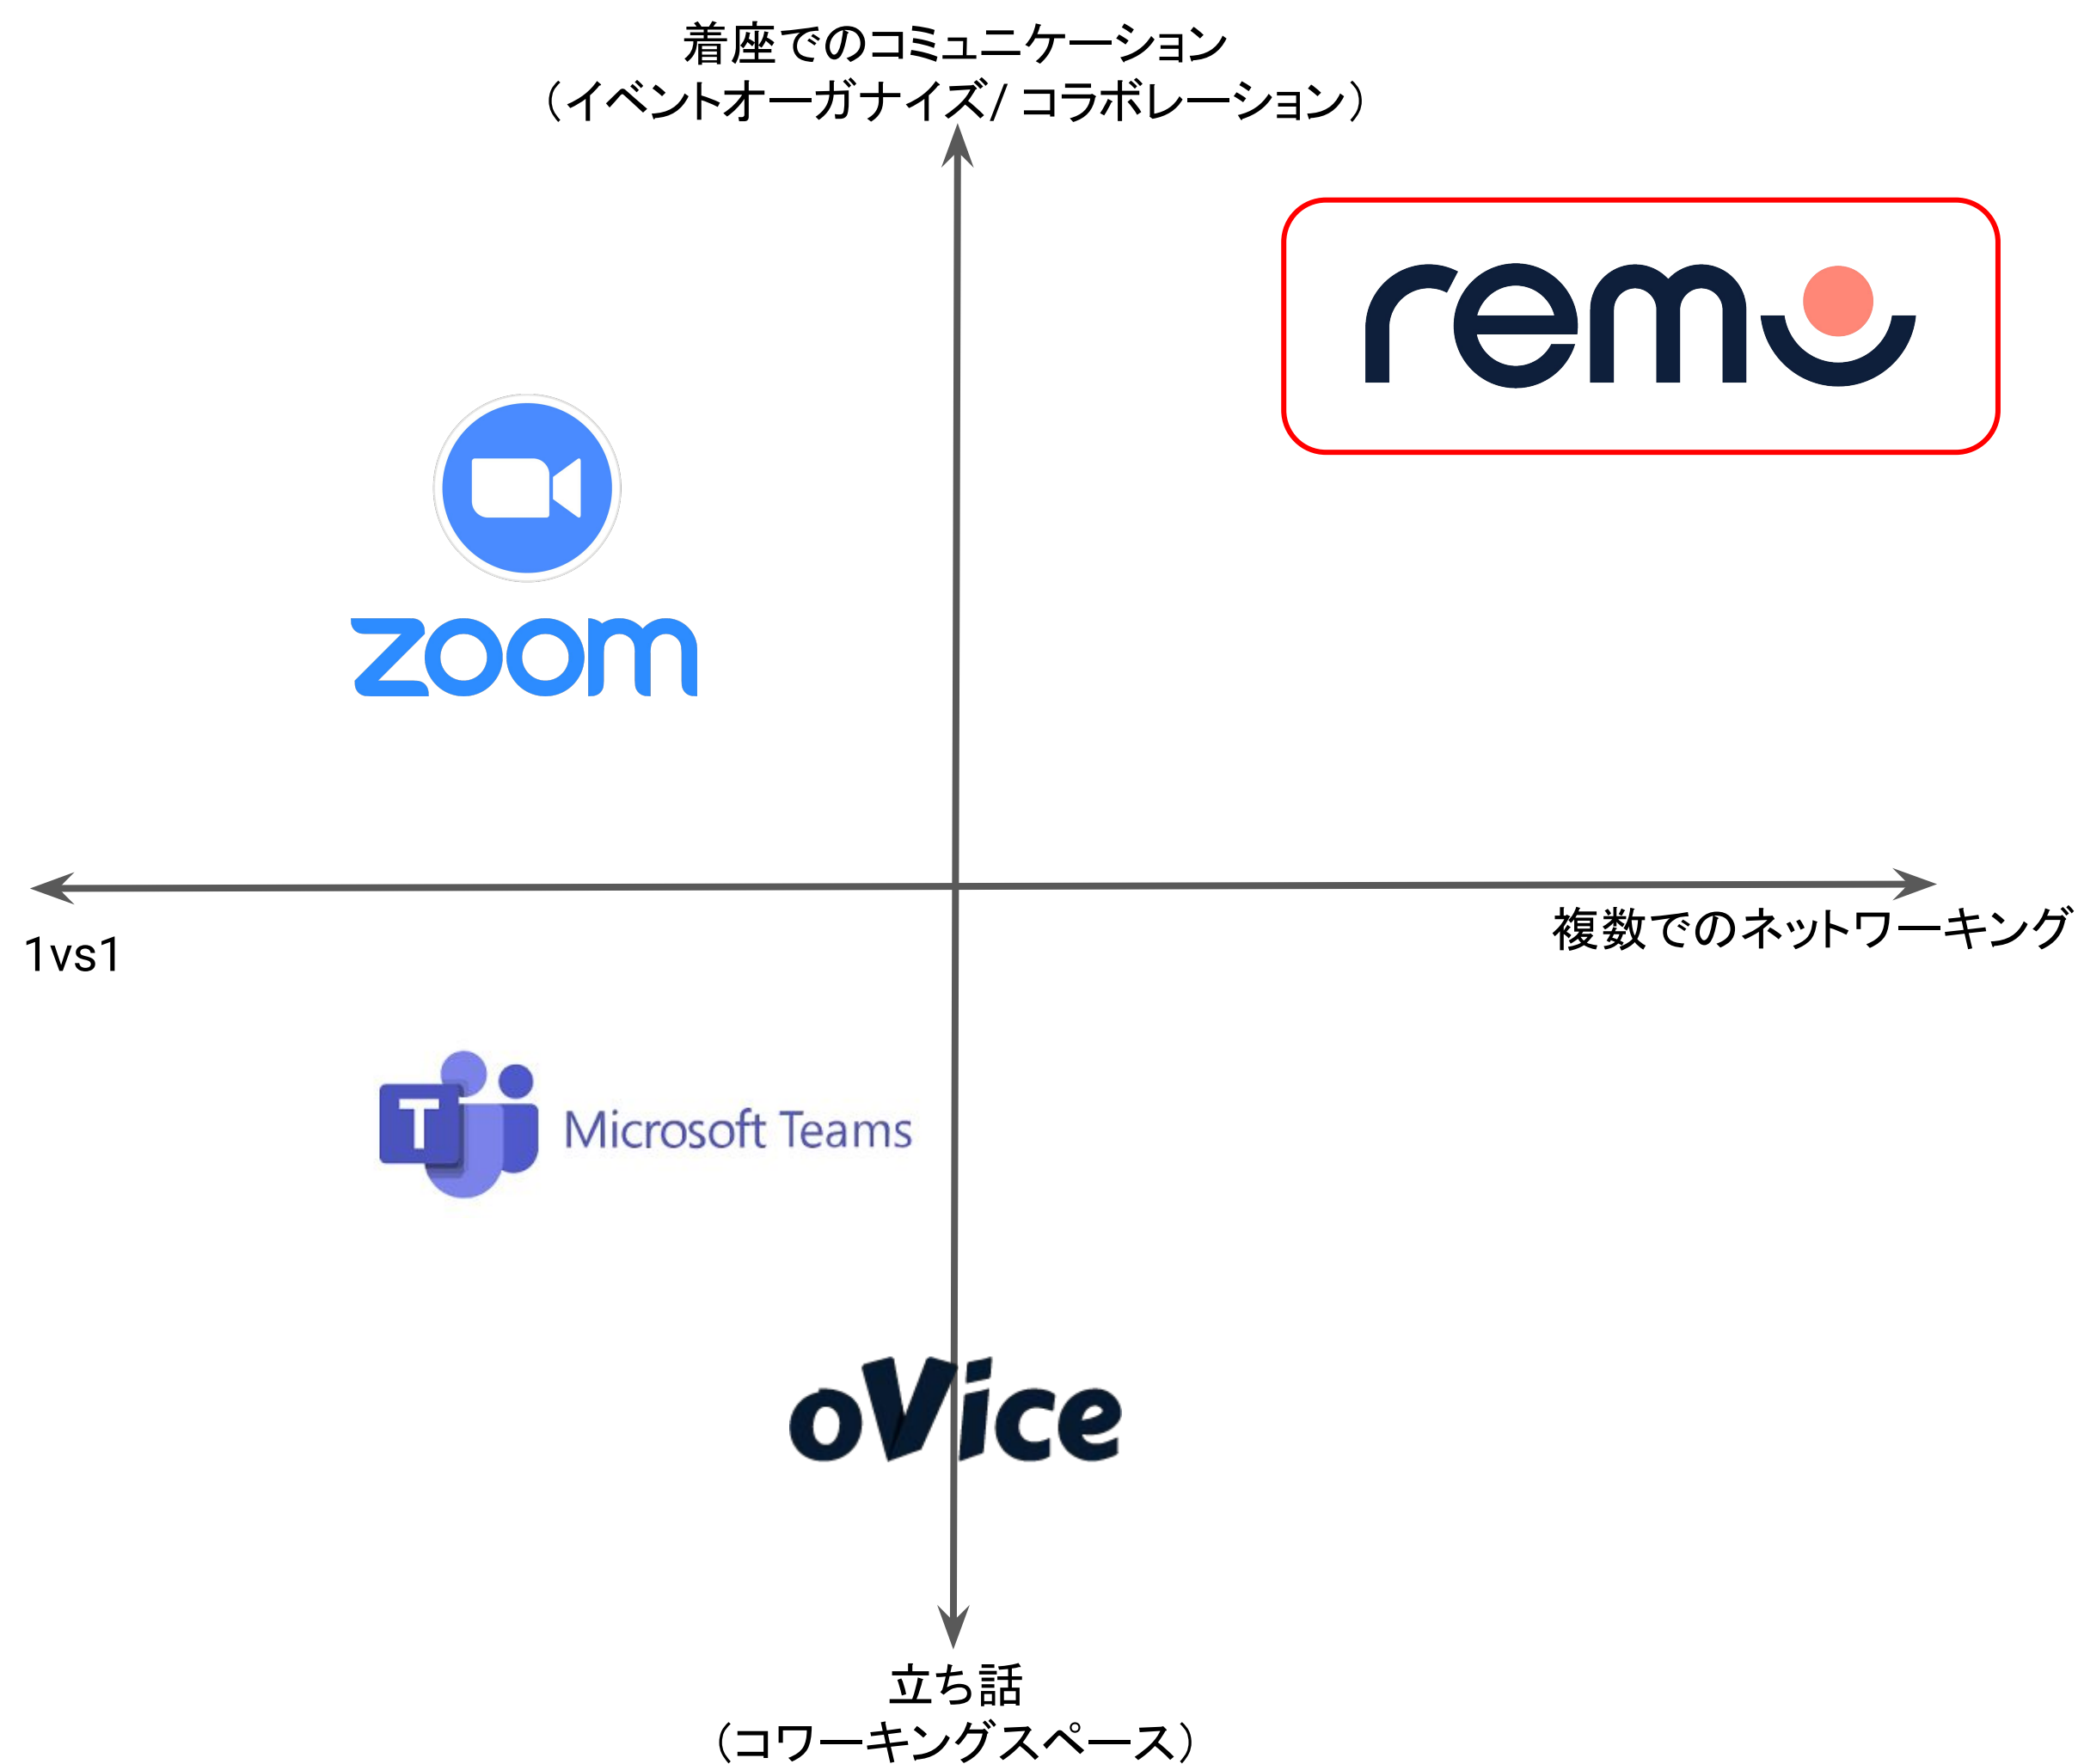 着座でのコミュニケーション
（イベントオーガナイズ/ コラボレーション）
remo
zoom
1vs1
複数でのネットワーキング
T
Microsoft Teams
oVice
立ち話
（コワーキングスペース）